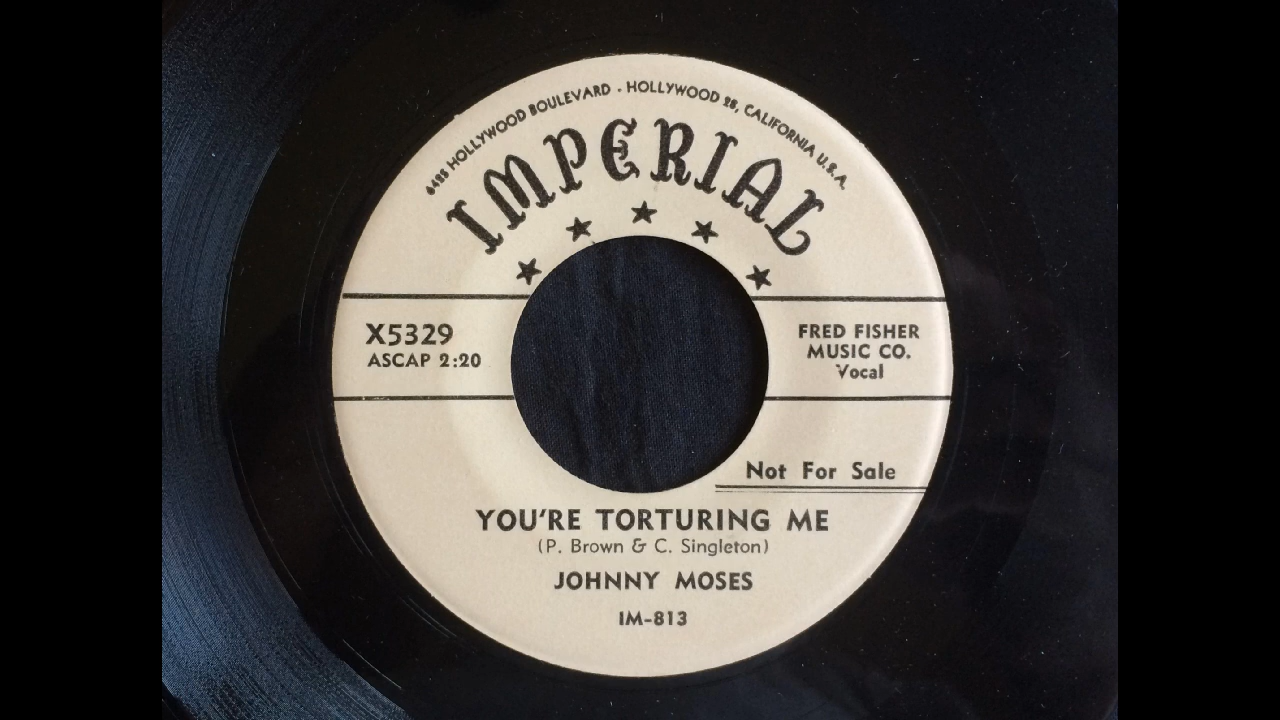 6425 HOLLYWOOD BOULEVARD - HOLLYWOOD 28, CALIFORNIA U.S.A.
IMPERIAL
X5329
ASCAP 2:20
FRED FISHER
MUSIC CO.
Vocal
Not For Sale
YOU'RE TORTURING ME
(P. Brown & C. Singleton)
JOHNNY MOSES
IM-813